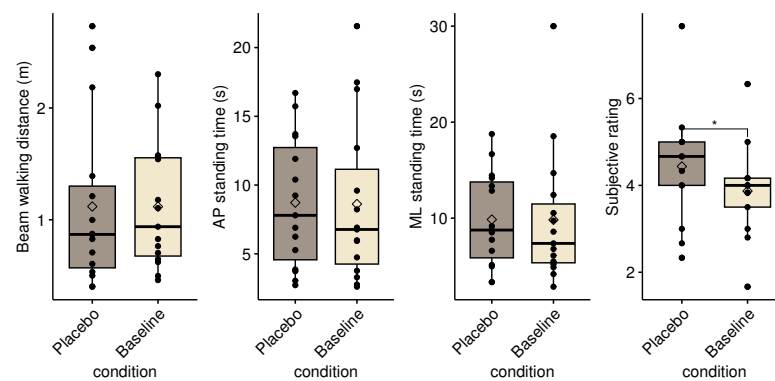 Beam walking distance (m)
2
1
Placebo
Baseline
condition
AP standing time (s)
20
15
10
5
Placebo
Baseline
condition
ML standing time (s)
30
20
10
Placebo
Baseline
condition
Subjective rating
6
4
2
*
Placebo
Baseline
condition